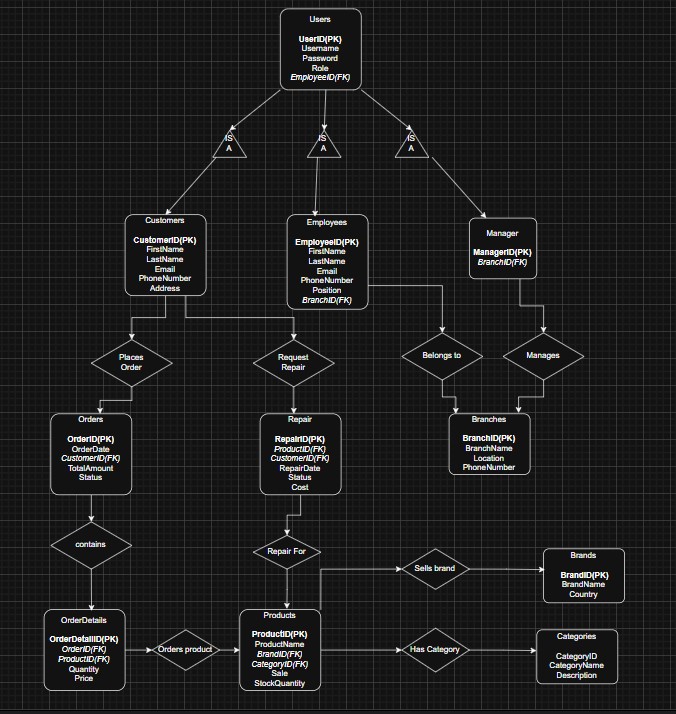 Users
UserID(PK)
Username
Password
Role
EmployeeID(FK)
IS
A
IS
A
IS
A
Customers
CustomerID(PK)
FirstName
LastName
Email
PhoneNumber
Address
Employees
EmployeeID(PK)
FirstName
LastName
Email
PhoneNumber
Position
BranchID(FK)
Manager
ManagerID(PK)
BranchID(FK)
Places
Order
Request
Repair
Belongs to
Manages
Orders
OrderID(PK)
OrderDate
CustomerID(FK)
TotalAmount
Status
Repair
RepairID(PK)
ProductID(FK)
CustomerID(FK)
RepairDate
Status
Cost
Branches
BranchID(PK)
BranchName
Location
PhoneNumber
contains
Repair For
Sells brand
Brands
BrandID(PK)
BrandName
Country
OrderDetails
OrderDetailID(PK)
OrderID(FK)
ProductID(FK)
Quantity
Price
Orders product
Products
ProductID(PK)
ProductName
BrandID(FK)
CategoryID(FK)
Sale
StockQuantity
Has Category
Categories
CategoryID
CategoryName
Description